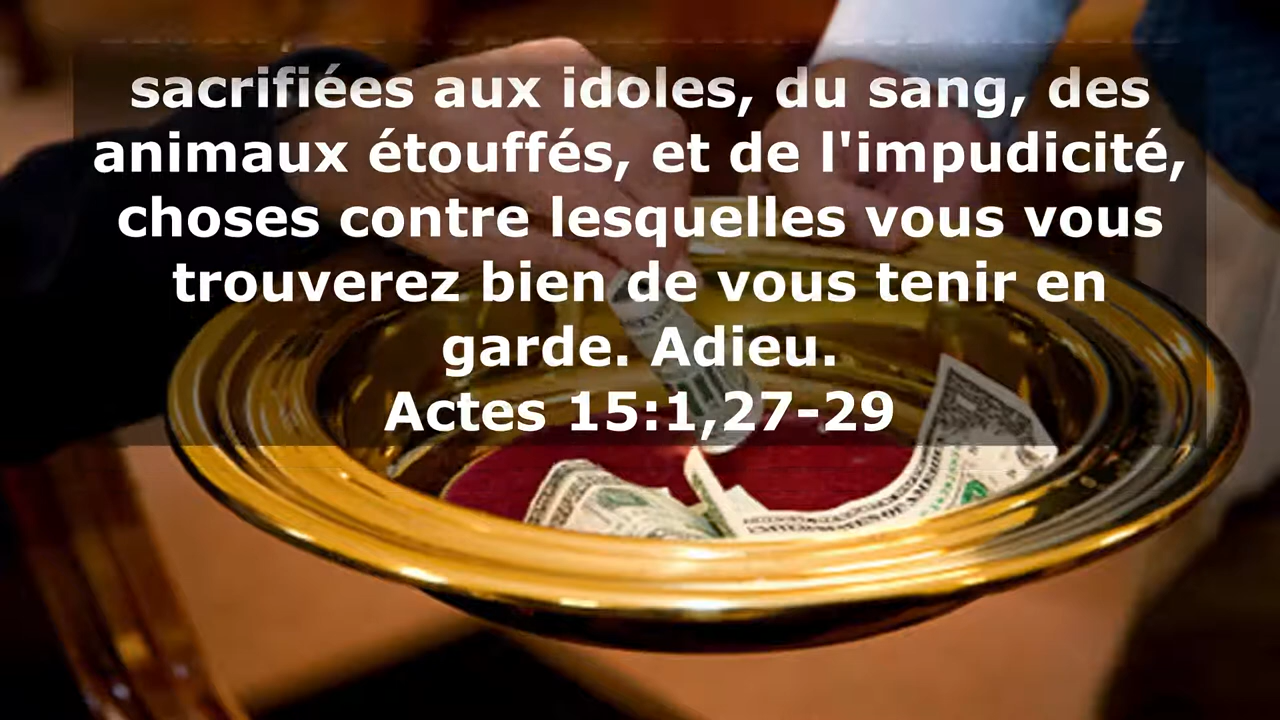 sacrifiées aux idoles, du sang, des
animaux étouffés, et de l'impudicité,
choses contre lesquelles vous vous
trouverez bien de vous tenir en
garde. Adieu.
Actes 15:1,27-29